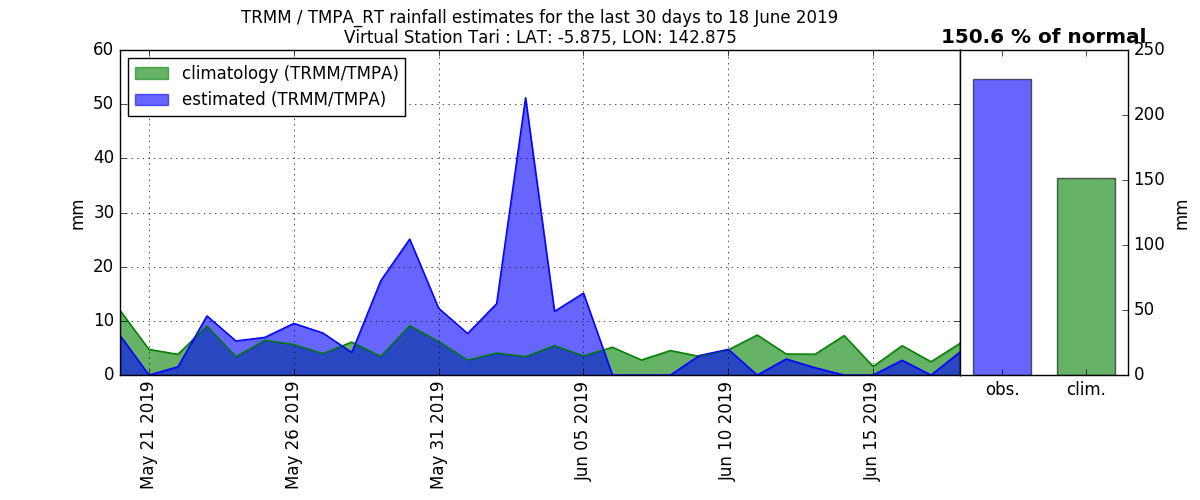 TRMM / TMPA_RT rainfall estimates for the last 30 days to 18 June 2019
Virtual Station Tari : LAT: -5.875, LON: 142.875
150.6 % of normal
climatology (TRMM/TMPA)
estimated (TRMM/TMPA)
60
50
40
30
20
10
0
mm
May 21 2019
May 26 2019
May 31 2019
Jun 05 2019
Jun 10 2019
Jun 15 2019
250
200
150
100
50
0
mm
obs.
clim.